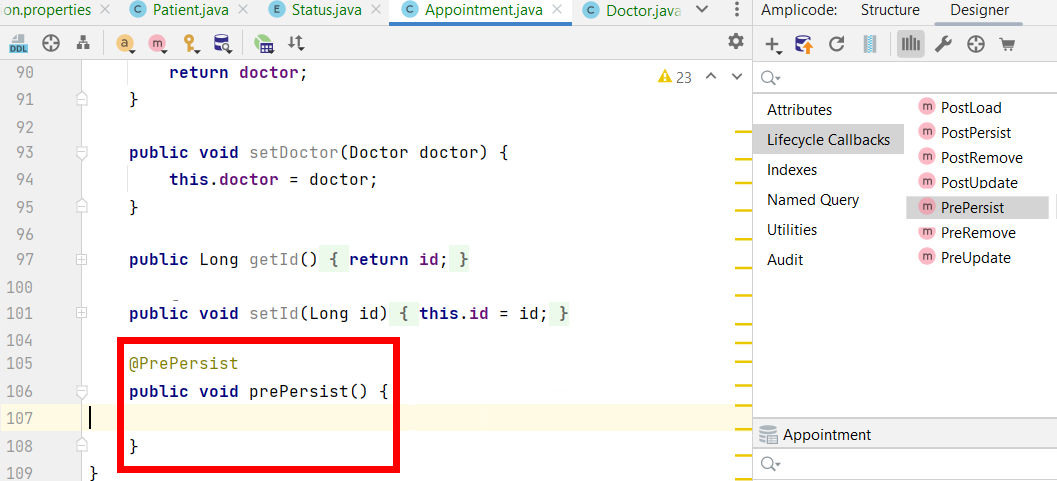 on.properties Patient.java Status.java Appointment.java Doctor.java
Amplicode: Structure Designer
DDL a m
23
90 return doctor;
91 }
92
93 public void setDoctor(Doctor doctor) {
94 this.doctor = doctor;
95 }
96
97 public Long getId() { return id; }
100
101 public void setId(Long id) { this.id = id; }
104
105 @PrePersist
106 public void prePersist() {
107
108 }
109 }
Attributes
Lifecycle Callbacks
Indexes
Named Query
Utilities
Audit
m PostLoad
m PostPersist
m PostRemove
m PostUpdate
m PrePersist
m PreRemove
m PreUpdate
Appointment